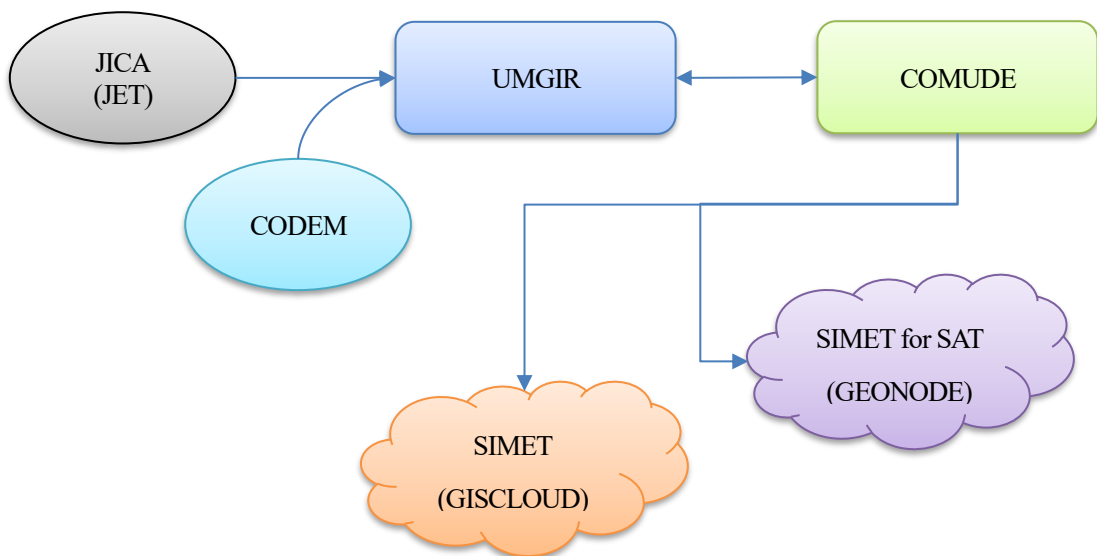 JICA
(JET)
UMGIR
COMUDE
CODEM
SIMET for SAT
(GEONODE)
SIMET
(GISCLOUD)